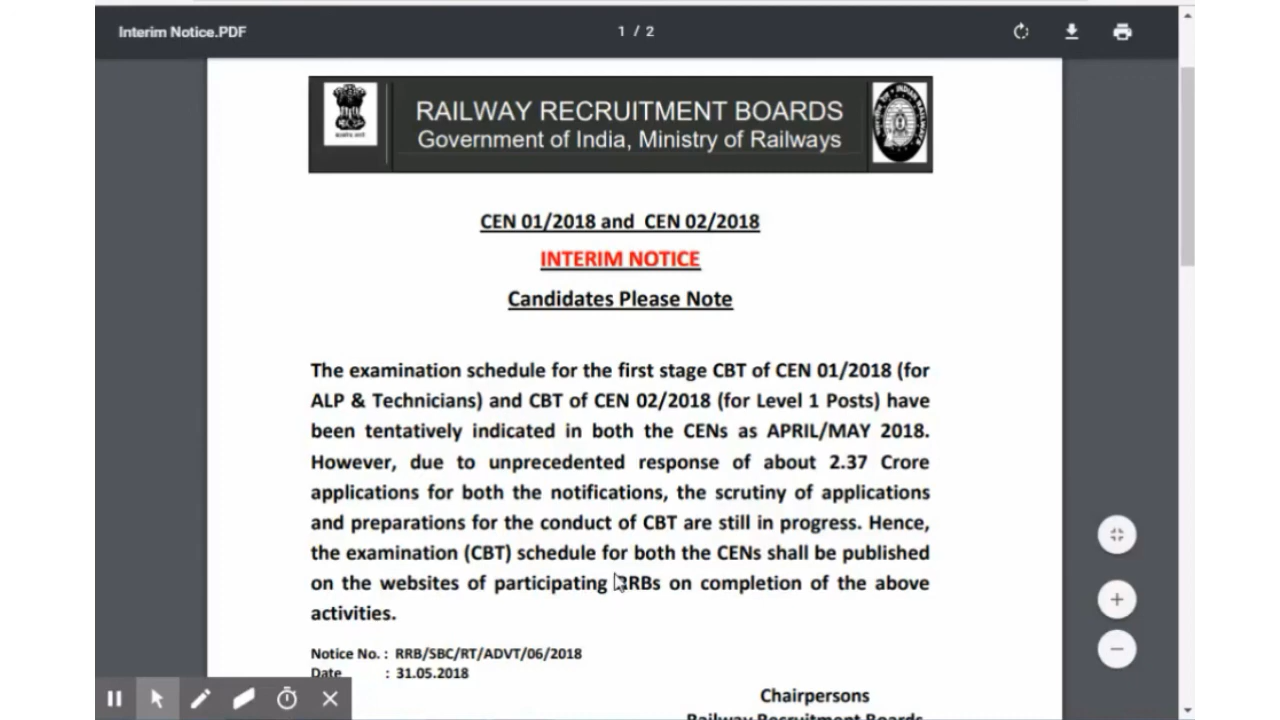 Interim Notice.PDF
1 / 2
RAILWAY RECRUITMENT BOARDS
Government of India, Ministry of Railways
CEN 01/2018 and CEN 02/2018
INTERIM NOTICE
Candidates Please Note
The examination schedule for the first stage CBT of CEN 01/2018 (for
ALP & Technicians) and CBT of CEN 02/2018 (for Level 1 Posts) have
been tentatively indicated in both the CENs as APRIL/MAY 2018.
However, due to unprecedented response of about 2.37 Crore
applications for both the notifications, the scrutiny of applications
and preparations for the conduct of CBT are still in progress. Hence,
the examination (CBT) schedule for both the CENs shall be published
on the websites of participating RRBs on completion of the above
activities.
Notice No. : RRB/SBC/RT/ADVT/06/2018
Date : 31.05.2018
Chairpersons
Railway Recruitment Boards